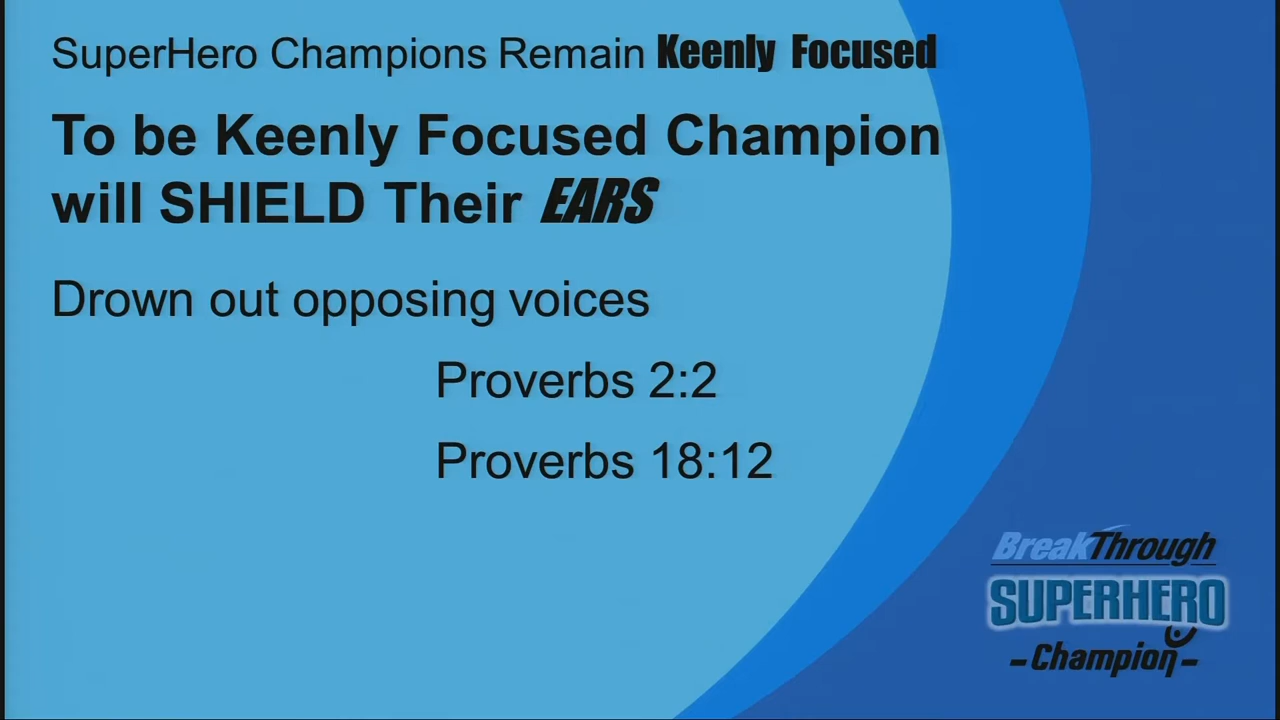 SuperHero Champions Remain Keenly Focused
To be Keenly Focused Champion
will SHIELD Their EARS
Drown out opposing voices
Proverbs 2:2
Proverbs 18:12
BreakThrough
SUPERHERO
-Champion-